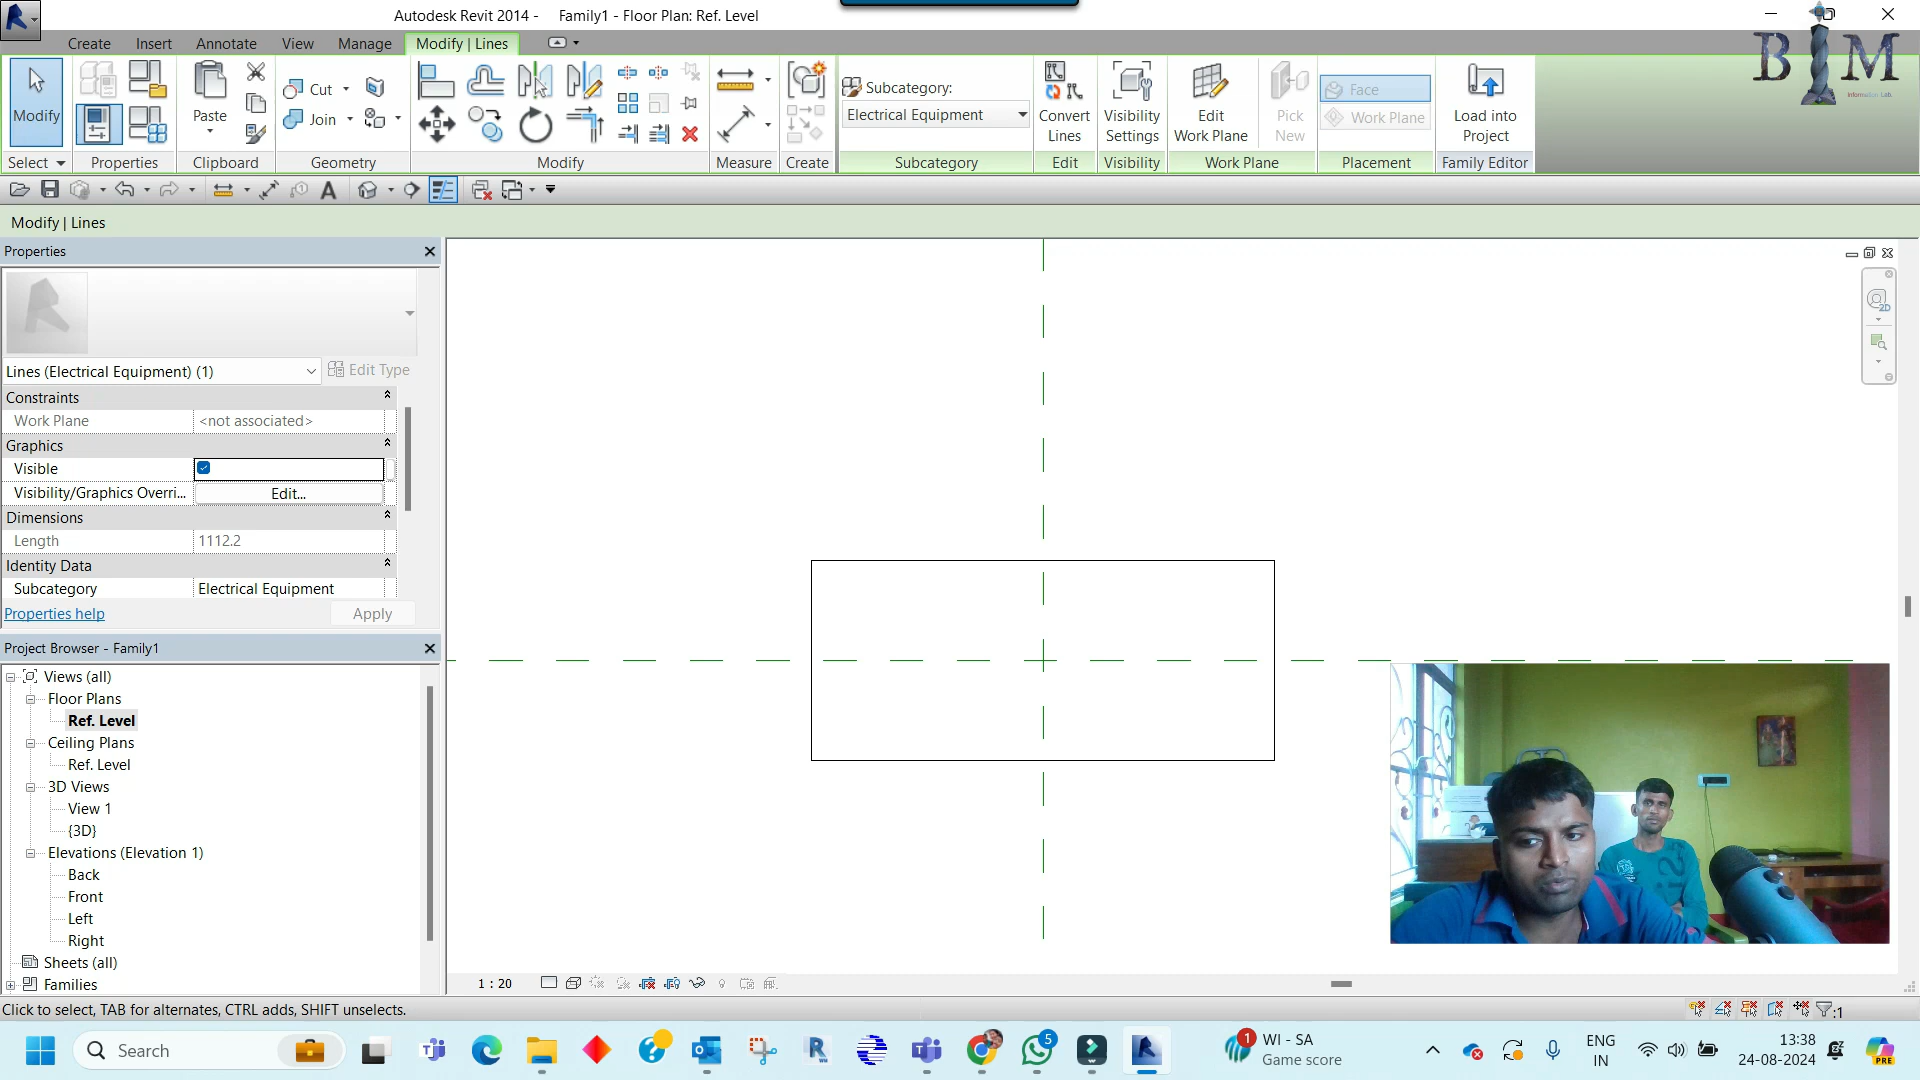 Autodesk Revit 2014 - Family1 - Floor Plan: Ref. Level
BIM
Information Lab.
Create Insert Annotate View Manage Modify | Lines
Modify
Paste
Cut
Join
Subcategory:
Electrical Equipment
Convert Lines
Visibility Settings
Edit Work Plane
Pick New
Face
Work Plane
Load into Project
Select Properties Clipboard Geometry Modify Measure Create Subcategory Edit Visibility Work Plane Placement Family Editor
Modify | Lines
Properties
Lines (Electrical Equipment) (1) Edit Type
Constraints
Work Plane <not associated>
Graphics
Visible
Visibility/Graphics Overri... Edit...
Dimensions
Length 1112.2
Identity Data
Subcategory Electrical Equipment
Properties help Apply
Project Browser - Family1
Views (all)
Floor Plans
Ref. Level
Ceiling Plans
Ref. Level
3D Views
View 1
{3D}
Elevations (Elevation 1)
Back
Front
Left
Right
Sheets (all)
Families
2D
1 : 20
Click to select, TAB for alternates, CTRL adds, SHIFT unselects.
:1
Search
5
1
WI - SA
Game score
ENG
IN
13:38
24-08-2024
PRE